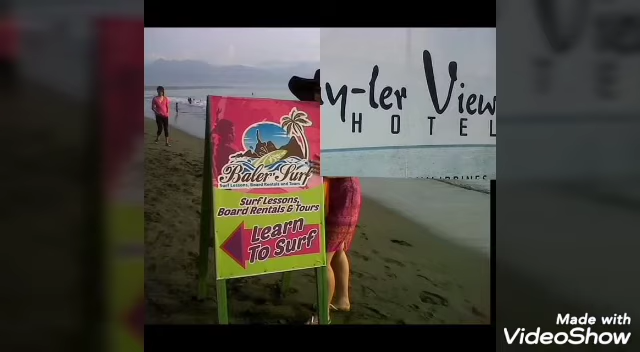 y-ler View
HOTEL
Baler Surf
Surf Lessons, Board Rentals and Tours
Surf Lessons,
Board Rentals & Tours
Learn
To Surf
Made with
VideoShow